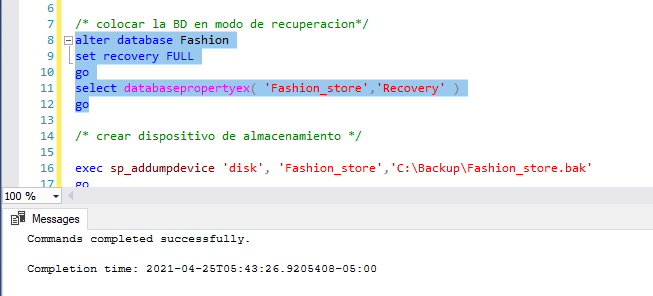 6
7 /* colocar la BD en modo de recuperacion*/
8 alter database Fashion
9 set recovery FULL
10 go
11 select databasepropertyex( 'Fashion_store','Recovery' )
12 go
13
14 /* crear dispositivo de almacenamiento */
15
16 exec sp_addumpdevice 'disk', 'Fashion_store','C:\Backup\Fashion_store.bak'
17 go
100 %
Messages
Commands completed successfully.
Completion time: 2021-04-25T05:43:26.9205408-05:00